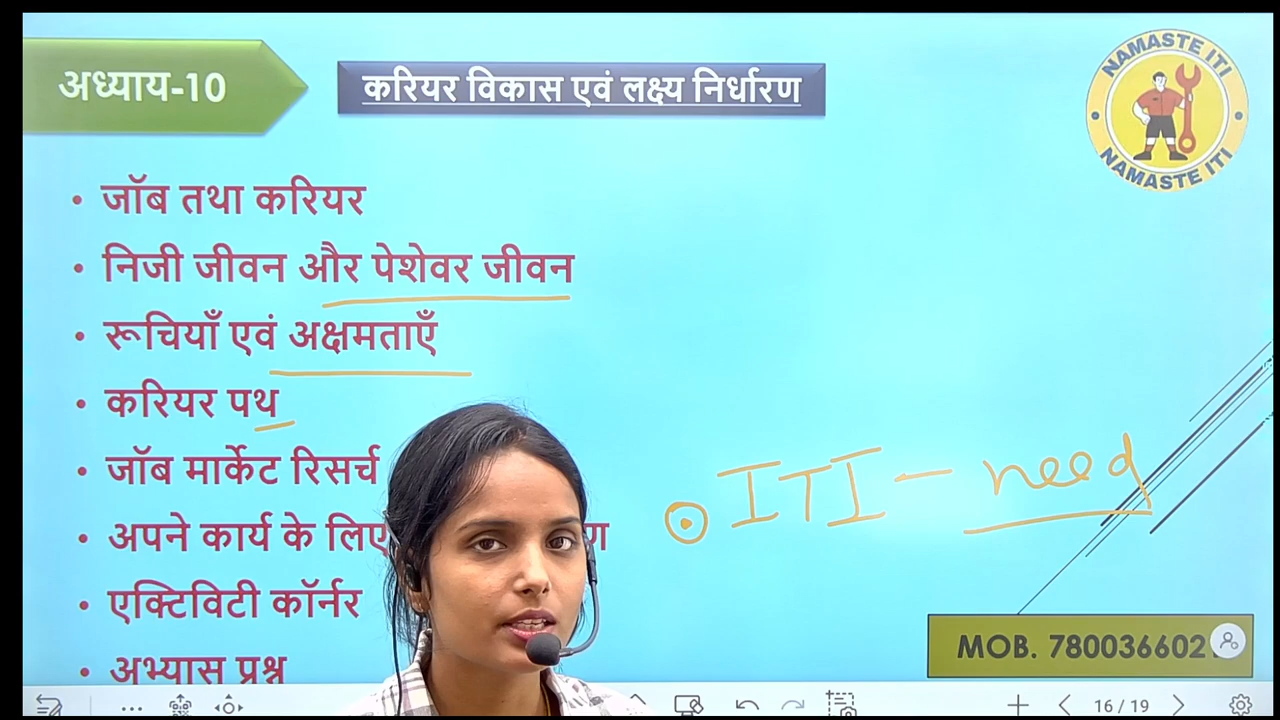 अध्याय-10
करियर विकास एवं लक्ष्य निर्धारण
NAMASTE ITI
NAMASTE ITI
• जॉब तथा करियर
• निजी जीवन और पेशेवर जीवन
• रूचियाँ एवं अक्षमताएँ
• करियर पथ
• जॉब मार्केट रिसर्च
ITI - need
• अपने कार्य के लिए
• एक्टिविटी कॉर्नर
• अभ्यास प्रश्न
MOB. 780036602
16 / 19